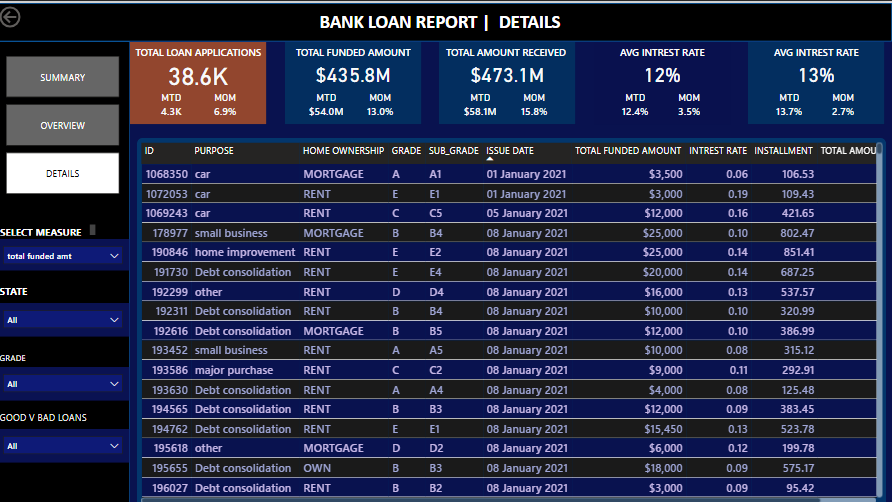 BANK LOAN REPORT | DETAILS
TOTAL LOAN APPLICATIONS
38.6K
MTD MOM
4.3K 6.9%
TOTAL FUNDED AMOUNT
$435.8M
MTD MOM
$54.0M 13.0%
TOTAL AMOUNT RECEIVED
$473.1M
MTD MOM
$58.1M 15.8%
AVG INTREST RATE
12%
MTD MOM
12.4% 3.5%
AVG INTREST RATE
13%
MTD MOM
13.7% 2.7%
SUMMARY
OVERVIEW
DETAILS
SELECT MEASURE
total funded amt
STATE
All
GRADE
All
GOOD V BAD LOANS
All
ID PURPOSE HOME OWNERSHIP GRADE SUB_GRADE ISSUE DATE TOTAL FUNDED AMOUNT INTREST RATE INSTALLMENT TOTAL AMOU
1068350 car MORTGAGE A A1 01 January 2021 $3,500 0.06 106.53
1072053 car RENT E E1 01 January 2021 $3,000 0.19 109.43
1069243 car RENT C C5 05 January 2021 $12,000 0.16 421.65
178977 small business MORTGAGE B B4 08 January 2021 $25,000 0.10 802.47
190846 home improvement RENT E E2 08 January 2021 $25,000 0.14 851.41
191730 Debt consolidation RENT E E4 08 January 2021 $20,000 0.14 687.25
192299 other RENT D D4 08 January 2021 $16,000 0.13 537.57
192311 Debt consolidation RENT B B4 08 January 2021 $10,000 0.10 320.99
192616 Debt consolidation MORTGAGE B B5 08 January 2021 $12,000 0.10 386.99
193452 small business RENT A A5 08 January 2021 $10,000 0.08 315.12
193586 major purchase RENT C C2 08 January 2021 $9,000 0.11 292.91
193630 Debt consolidation RENT A A4 08 January 2021 $4,000 0.08 125.48
194565 Debt consolidation RENT B B3 08 January 2021 $12,000 0.09 383.45
194762 Debt consolidation RENT E E1 08 January 2021 $15,450 0.13 523.78
195618 other MORTGAGE D D2 08 January 2021 $6,000 0.12 199.78
195655 Debt consolidation OWN B B3 08 January 2021 $18,000 0.09 575.17
196027 Debt consolidation RENT B B2 08 January 2021 $3,000 0.09 95.42